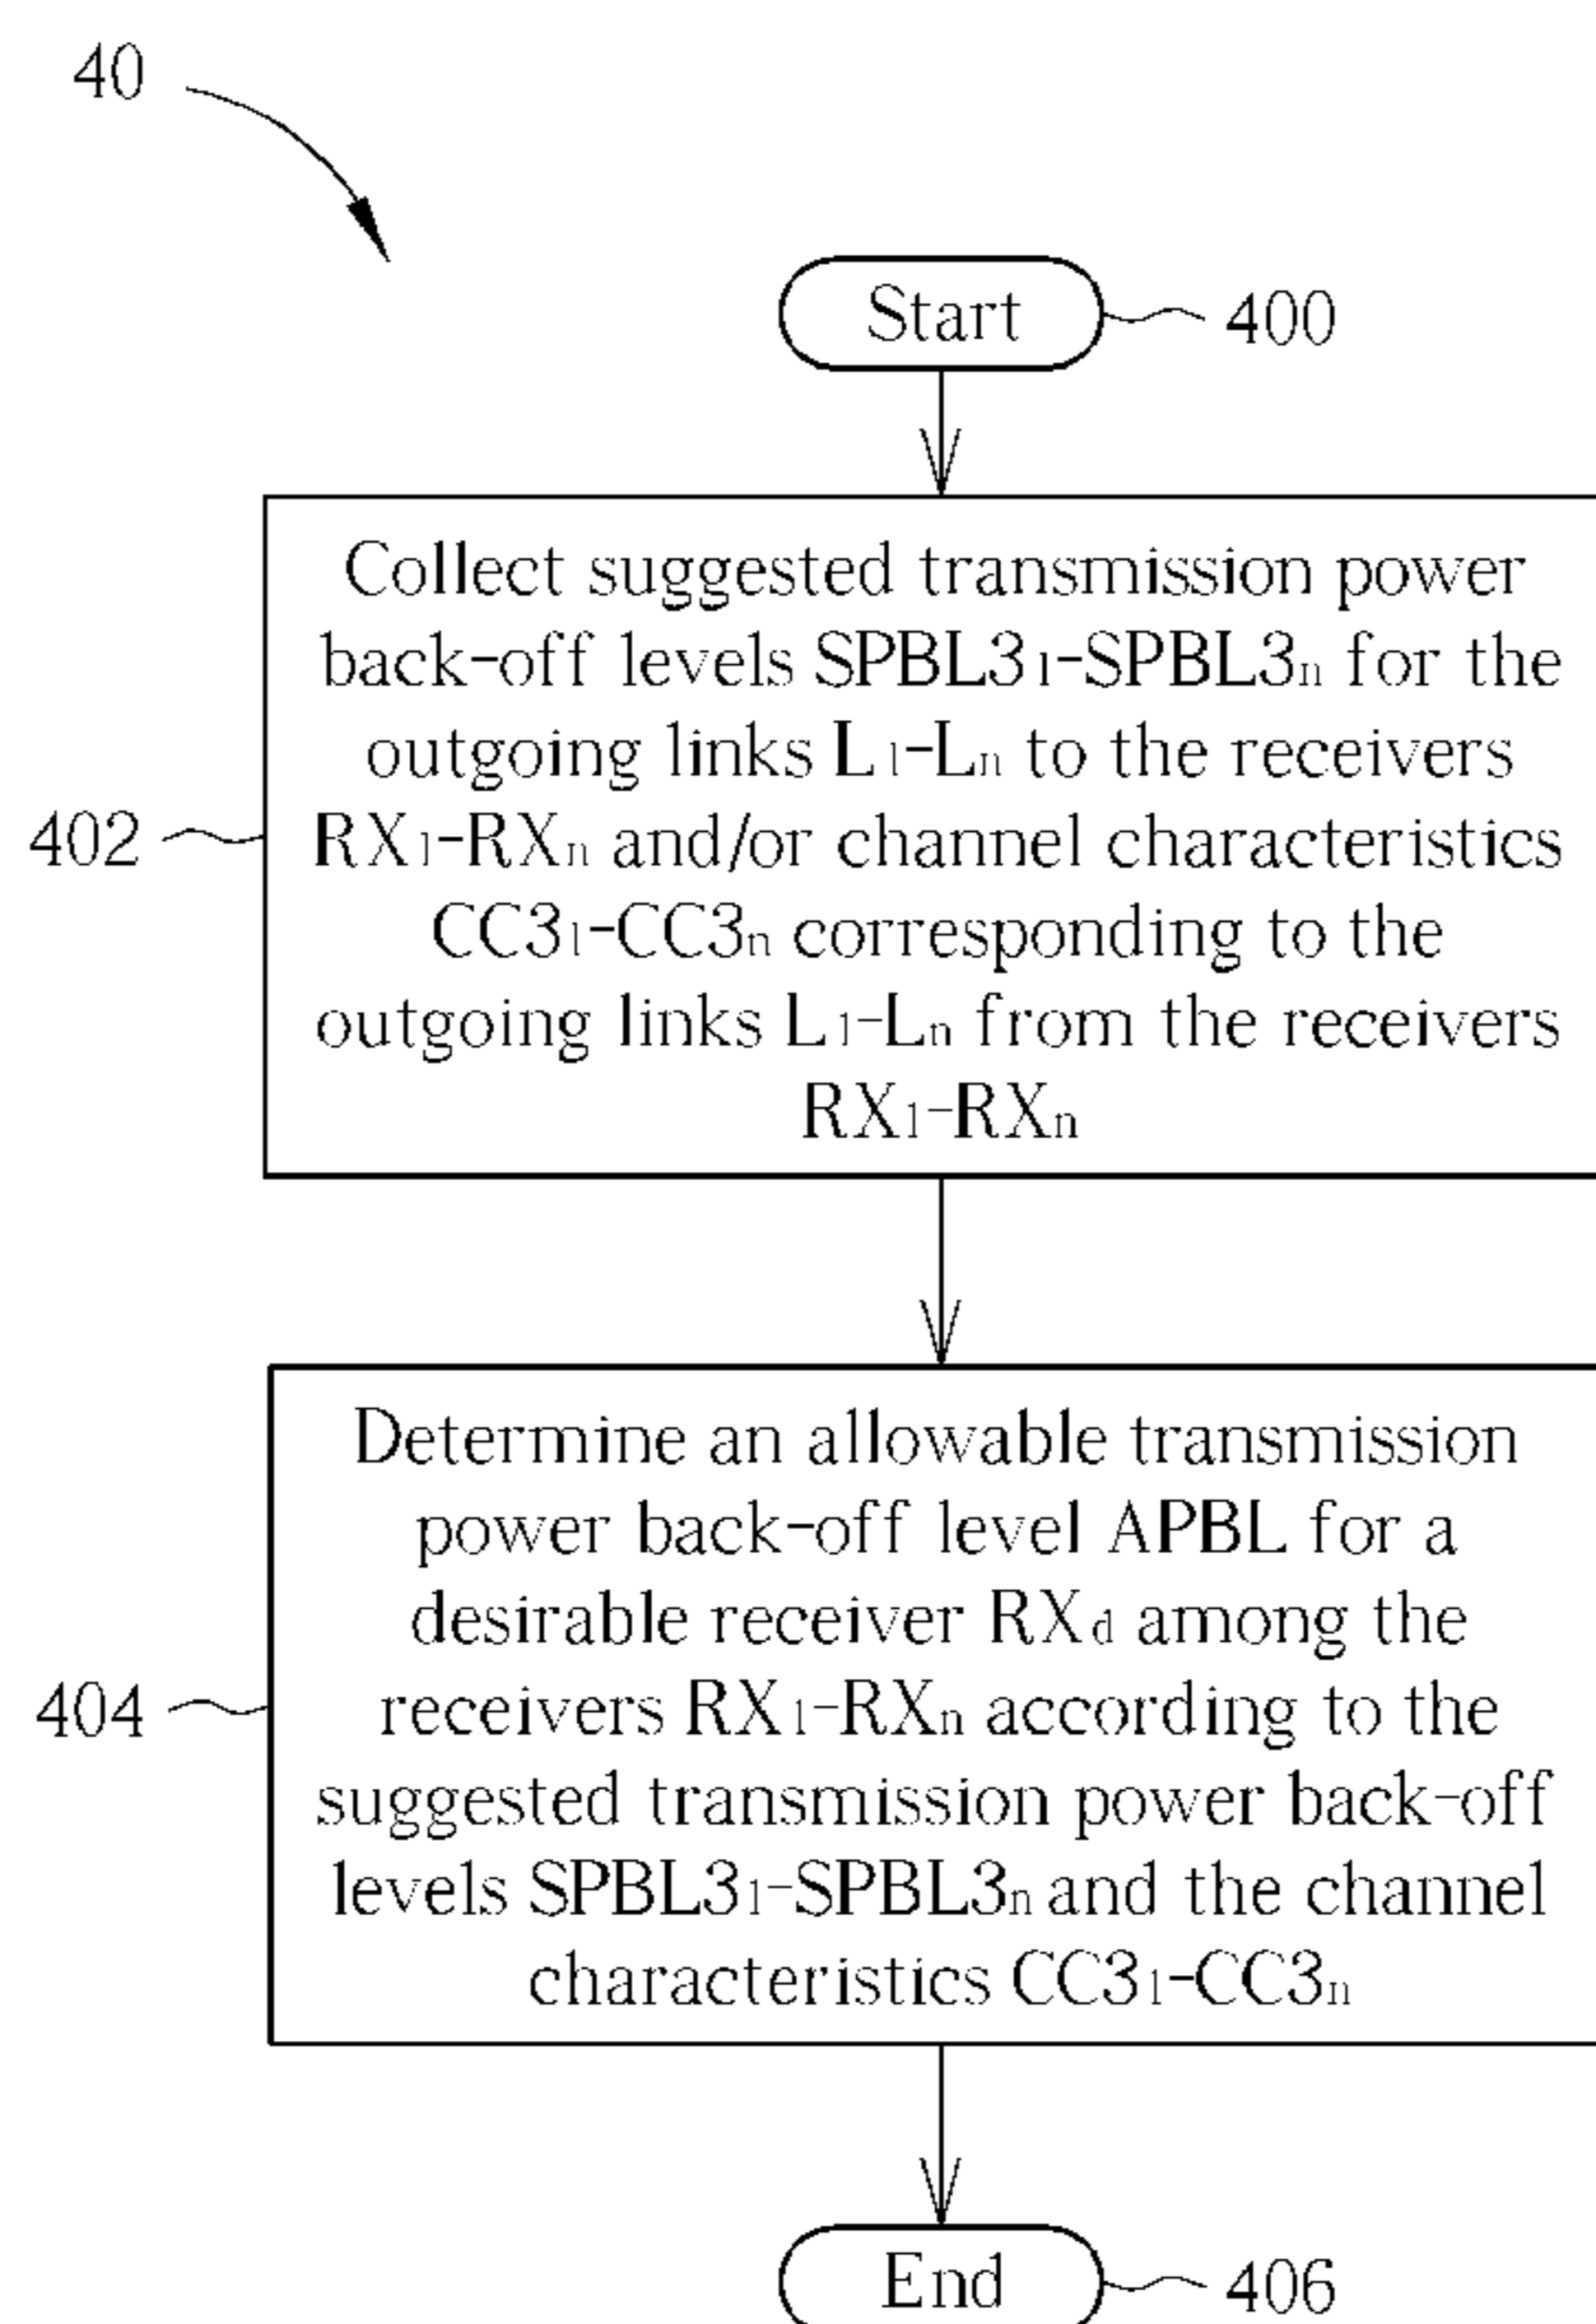 40
Start
400
Collect suggested transmission power
back-off levels SPBL3₁-SPBL3ₙ for the
outgoing links L₁-Lₙ to the receivers
RX₁-RXₙ and/or channel characteristics
CC3₁-CC3ₙ corresponding to the
outgoing links L₁-Lₙ from the receivers
RX₁-RXₙ
402
Determine an allowable transmission
power back-off level APBL for a
desirable receiver RXd among the
receivers RX₁-RXₙ according to the
suggested transmission power back-off
levels SPBL3₁-SPBL3ₙ and the channel
characteristics CC3₁-CC3ₙ
404
End
406